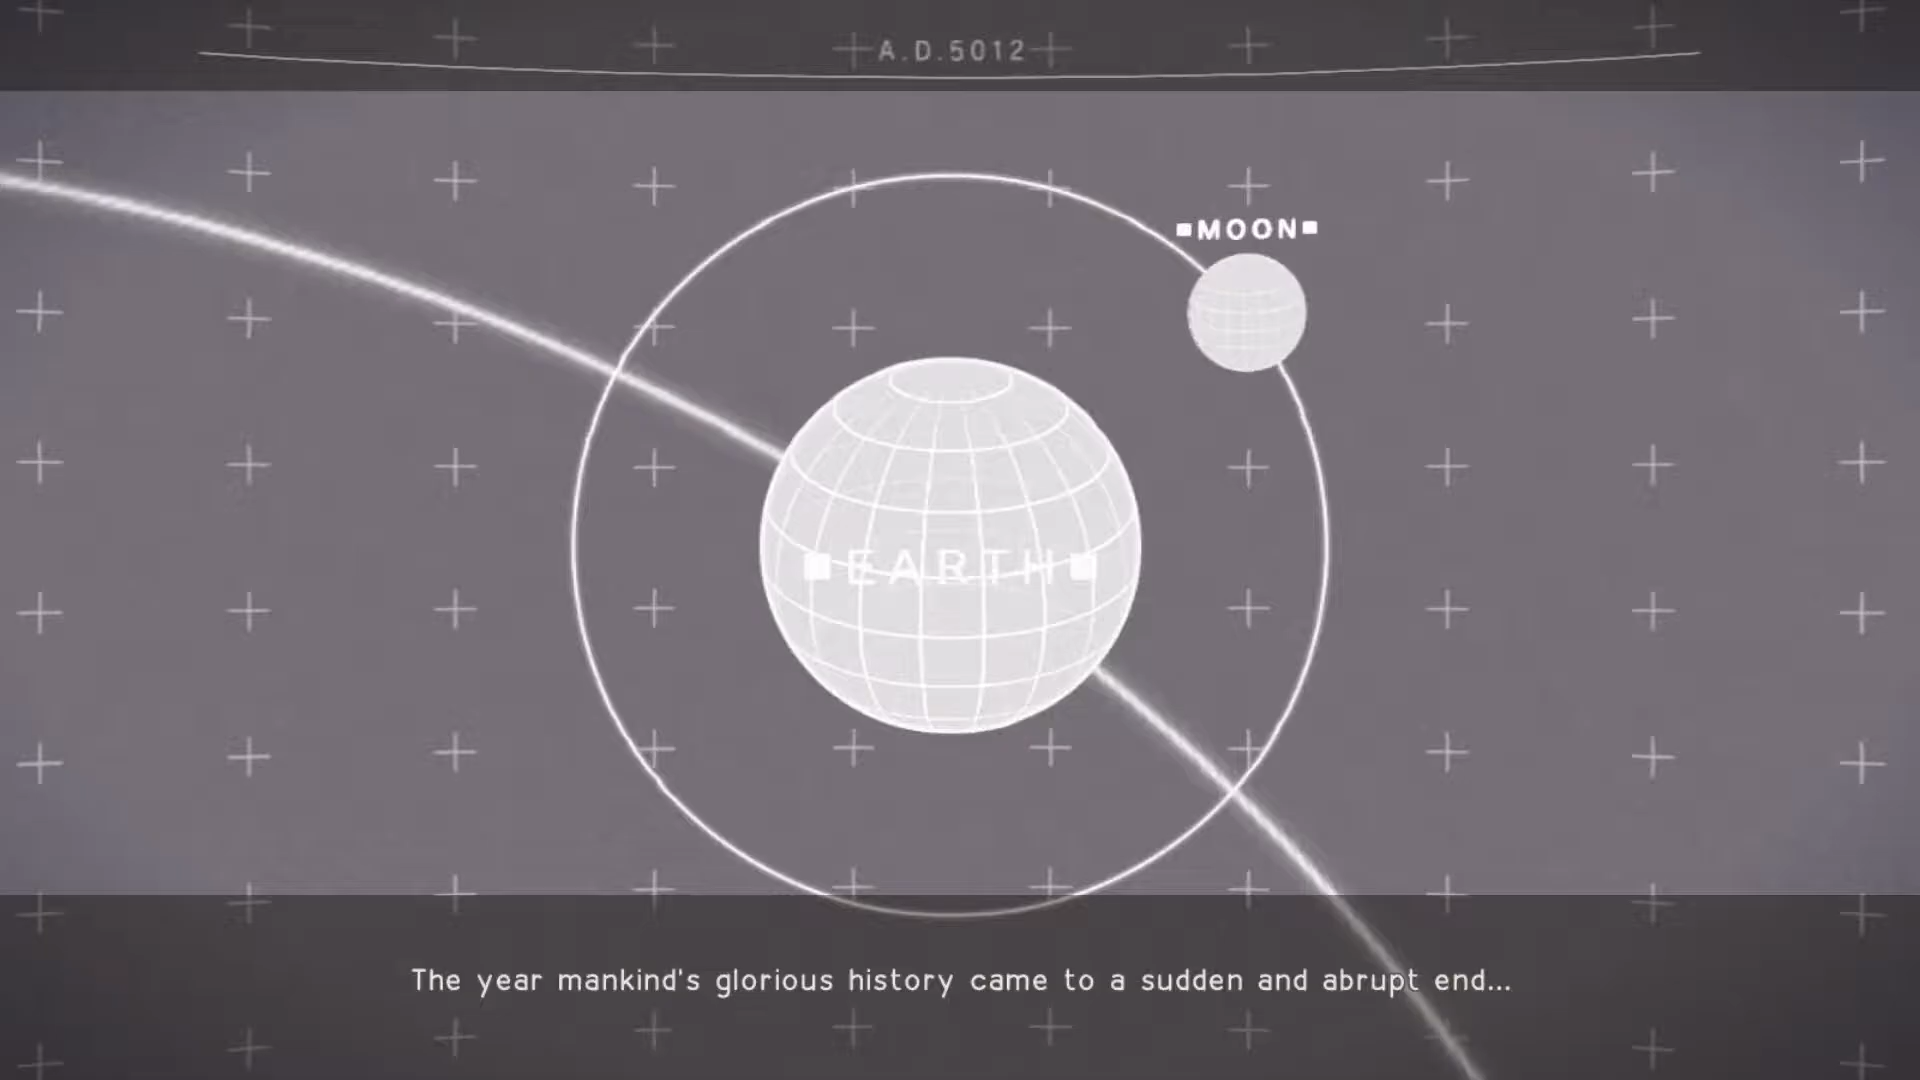 A.D.5012
MOON
EARTH
The year mankind's glorious history came to a sudden and abrupt end...